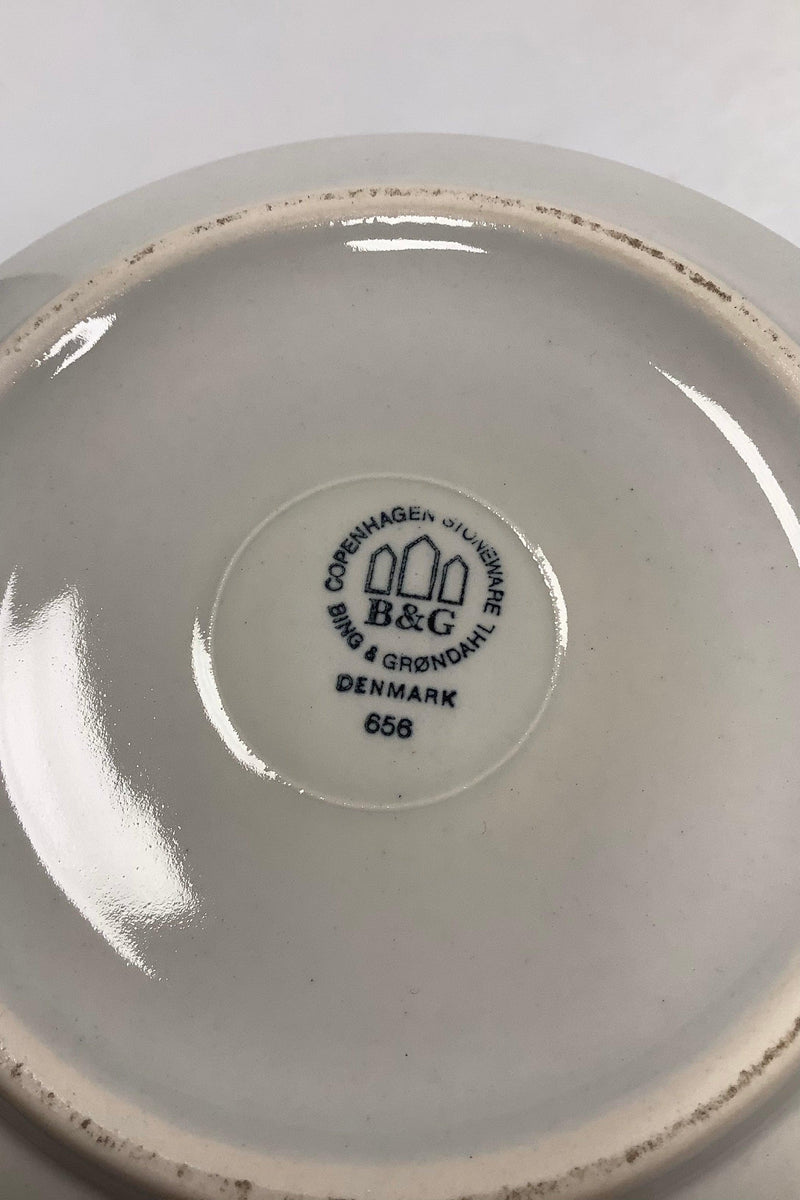 COPENHAGEN STONEWARE
B&G
BING & GRØNDAHL
DENMARK
656